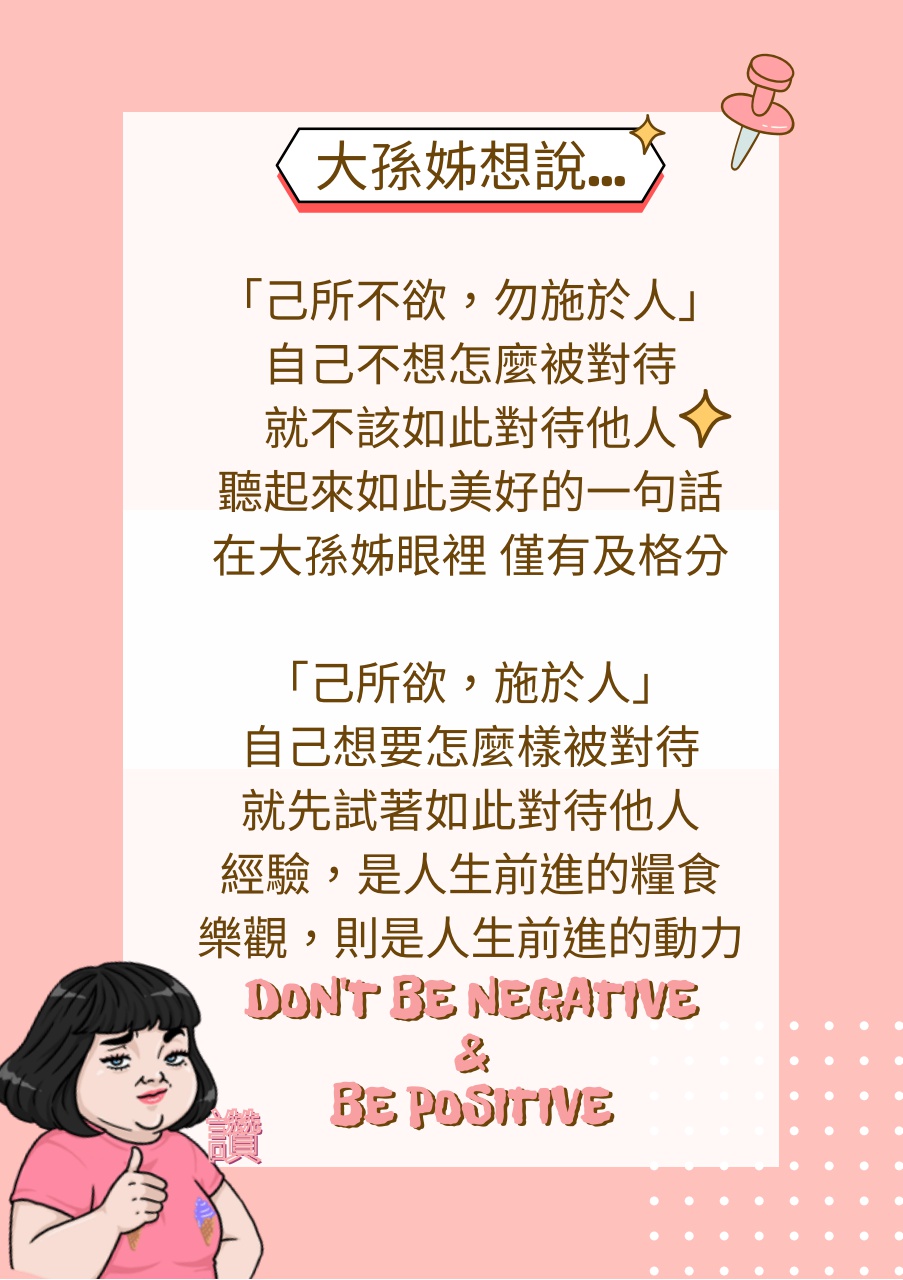 大孫姊想說...
「己所不欲，勿施於人」
自己不想怎麼被對待
就不該如此對待他人
聽起來如此美好的一句話
在大孫姊眼裡 僅有及格分
「己所欲，施於人」
自己想要怎麼樣被對待
就先試著如此對待他人
經驗，是人生前進的糧食
樂觀，則是人生前進的動力
DON'T BE NEGATIVE
&
BE POSITIVE
讚